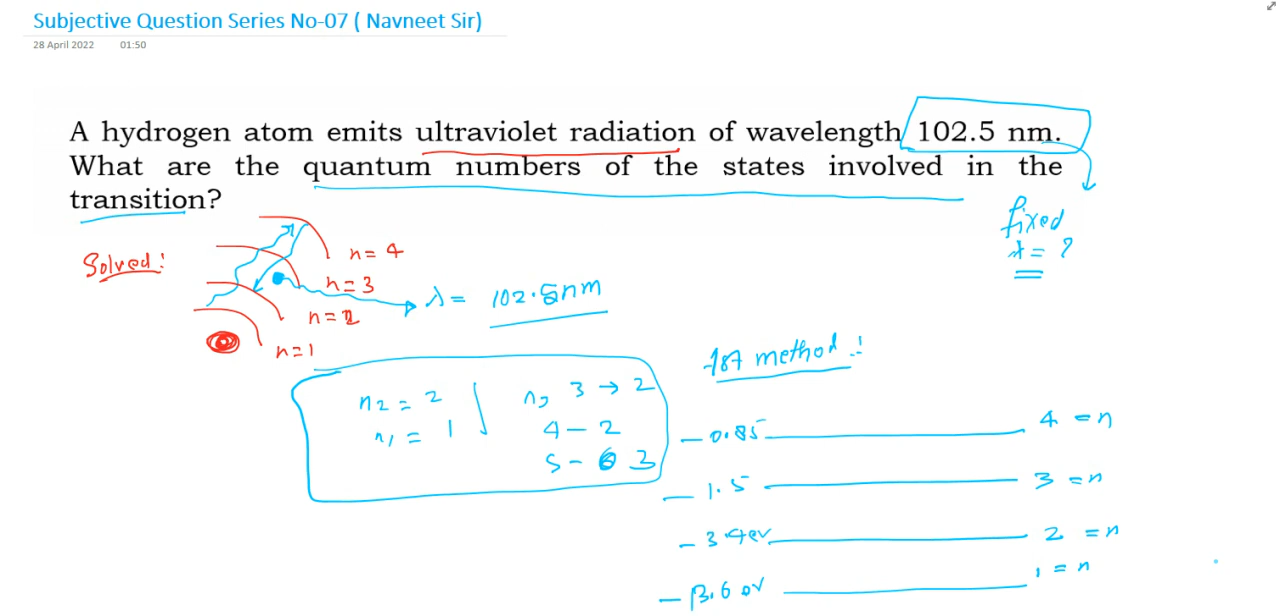 Subjective Question Series No-07 ( Navneet Sir)
28 April 2022 01:50
A hydrogen atom emits ultraviolet radiation of wavelength 102.5 nm.
What are the quantum numbers of the states involved in the
transition?
fixed
λ = ?
Solved:
n = 4
n = 3
n = 2
n = 1
λ = 102.5nm
1st method :
n2 = 2
n1 = 1
3 → 2
4 - 2
5 - 3
- 0.85 4 = n
- 1.5 3 = n
- 3.4ev 2 = n
- 13.6 ev 1 = n